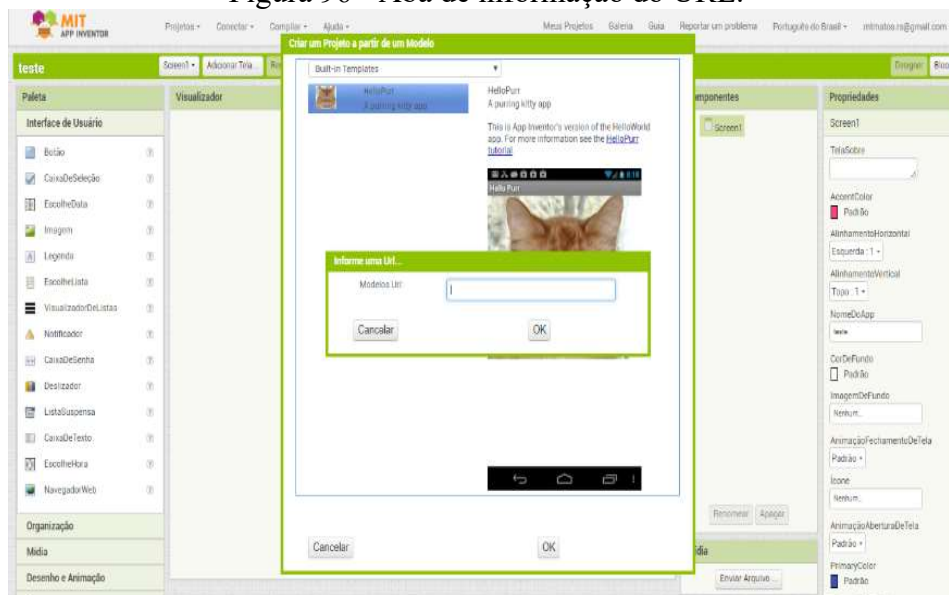 Figura 90 - Aba de informação do URL.
MIT
APP INVENTOR
Projetos
Conectar
Compilar
Ajuda
Meus Projetos
Galeria
Guia
Reportar um problema
Português do Brasil
teste
Screen1
Adicionar Tela ...
Designer
Criar um Projeto a partir de um Modelo
Built-in Templates
HelloPurr
A purring kitty app
HelloPurr
A purring kitty app
This is App Inventor's version of the HelloWorld
app. For more information see the HelloPurr
tutorial
Hello Purr
Informe uma Url...
Modelos Url:
Cancelar
OK
Cancelar
OK
Paleta
Interface de Usuário
Botão
CaixaDeSeleção
EscolheData
Imagem
Legenda
EscolheLista
VisualizadorDeListas
Notificador
CaixaDeSenha
Deslizador
ListaSuspensa
CaixaDeTexto
EscolheHora
NavegadorWeb
Organização
Mídia
Desenho e Animação
Visualizador
Screen1
Renomear
Apagar
Enviar Arquivo ...
Propriedades
Screen1
TelaSobre
AccentColor
Padrão
AlinhamentoHorizontal
Esquerda : 1
AlinhamentoVertical
Topo : 1
NomeDoApp
teste
CorDeFundo
Padrão
ImagemDeFundo
Nenhum...
AnimaçãoFechamentoDeTela
Padrão
Ícone
Nenhum...
AnimaçãoAberturaDeTela
Padrão
PrimaryColor
Padrão